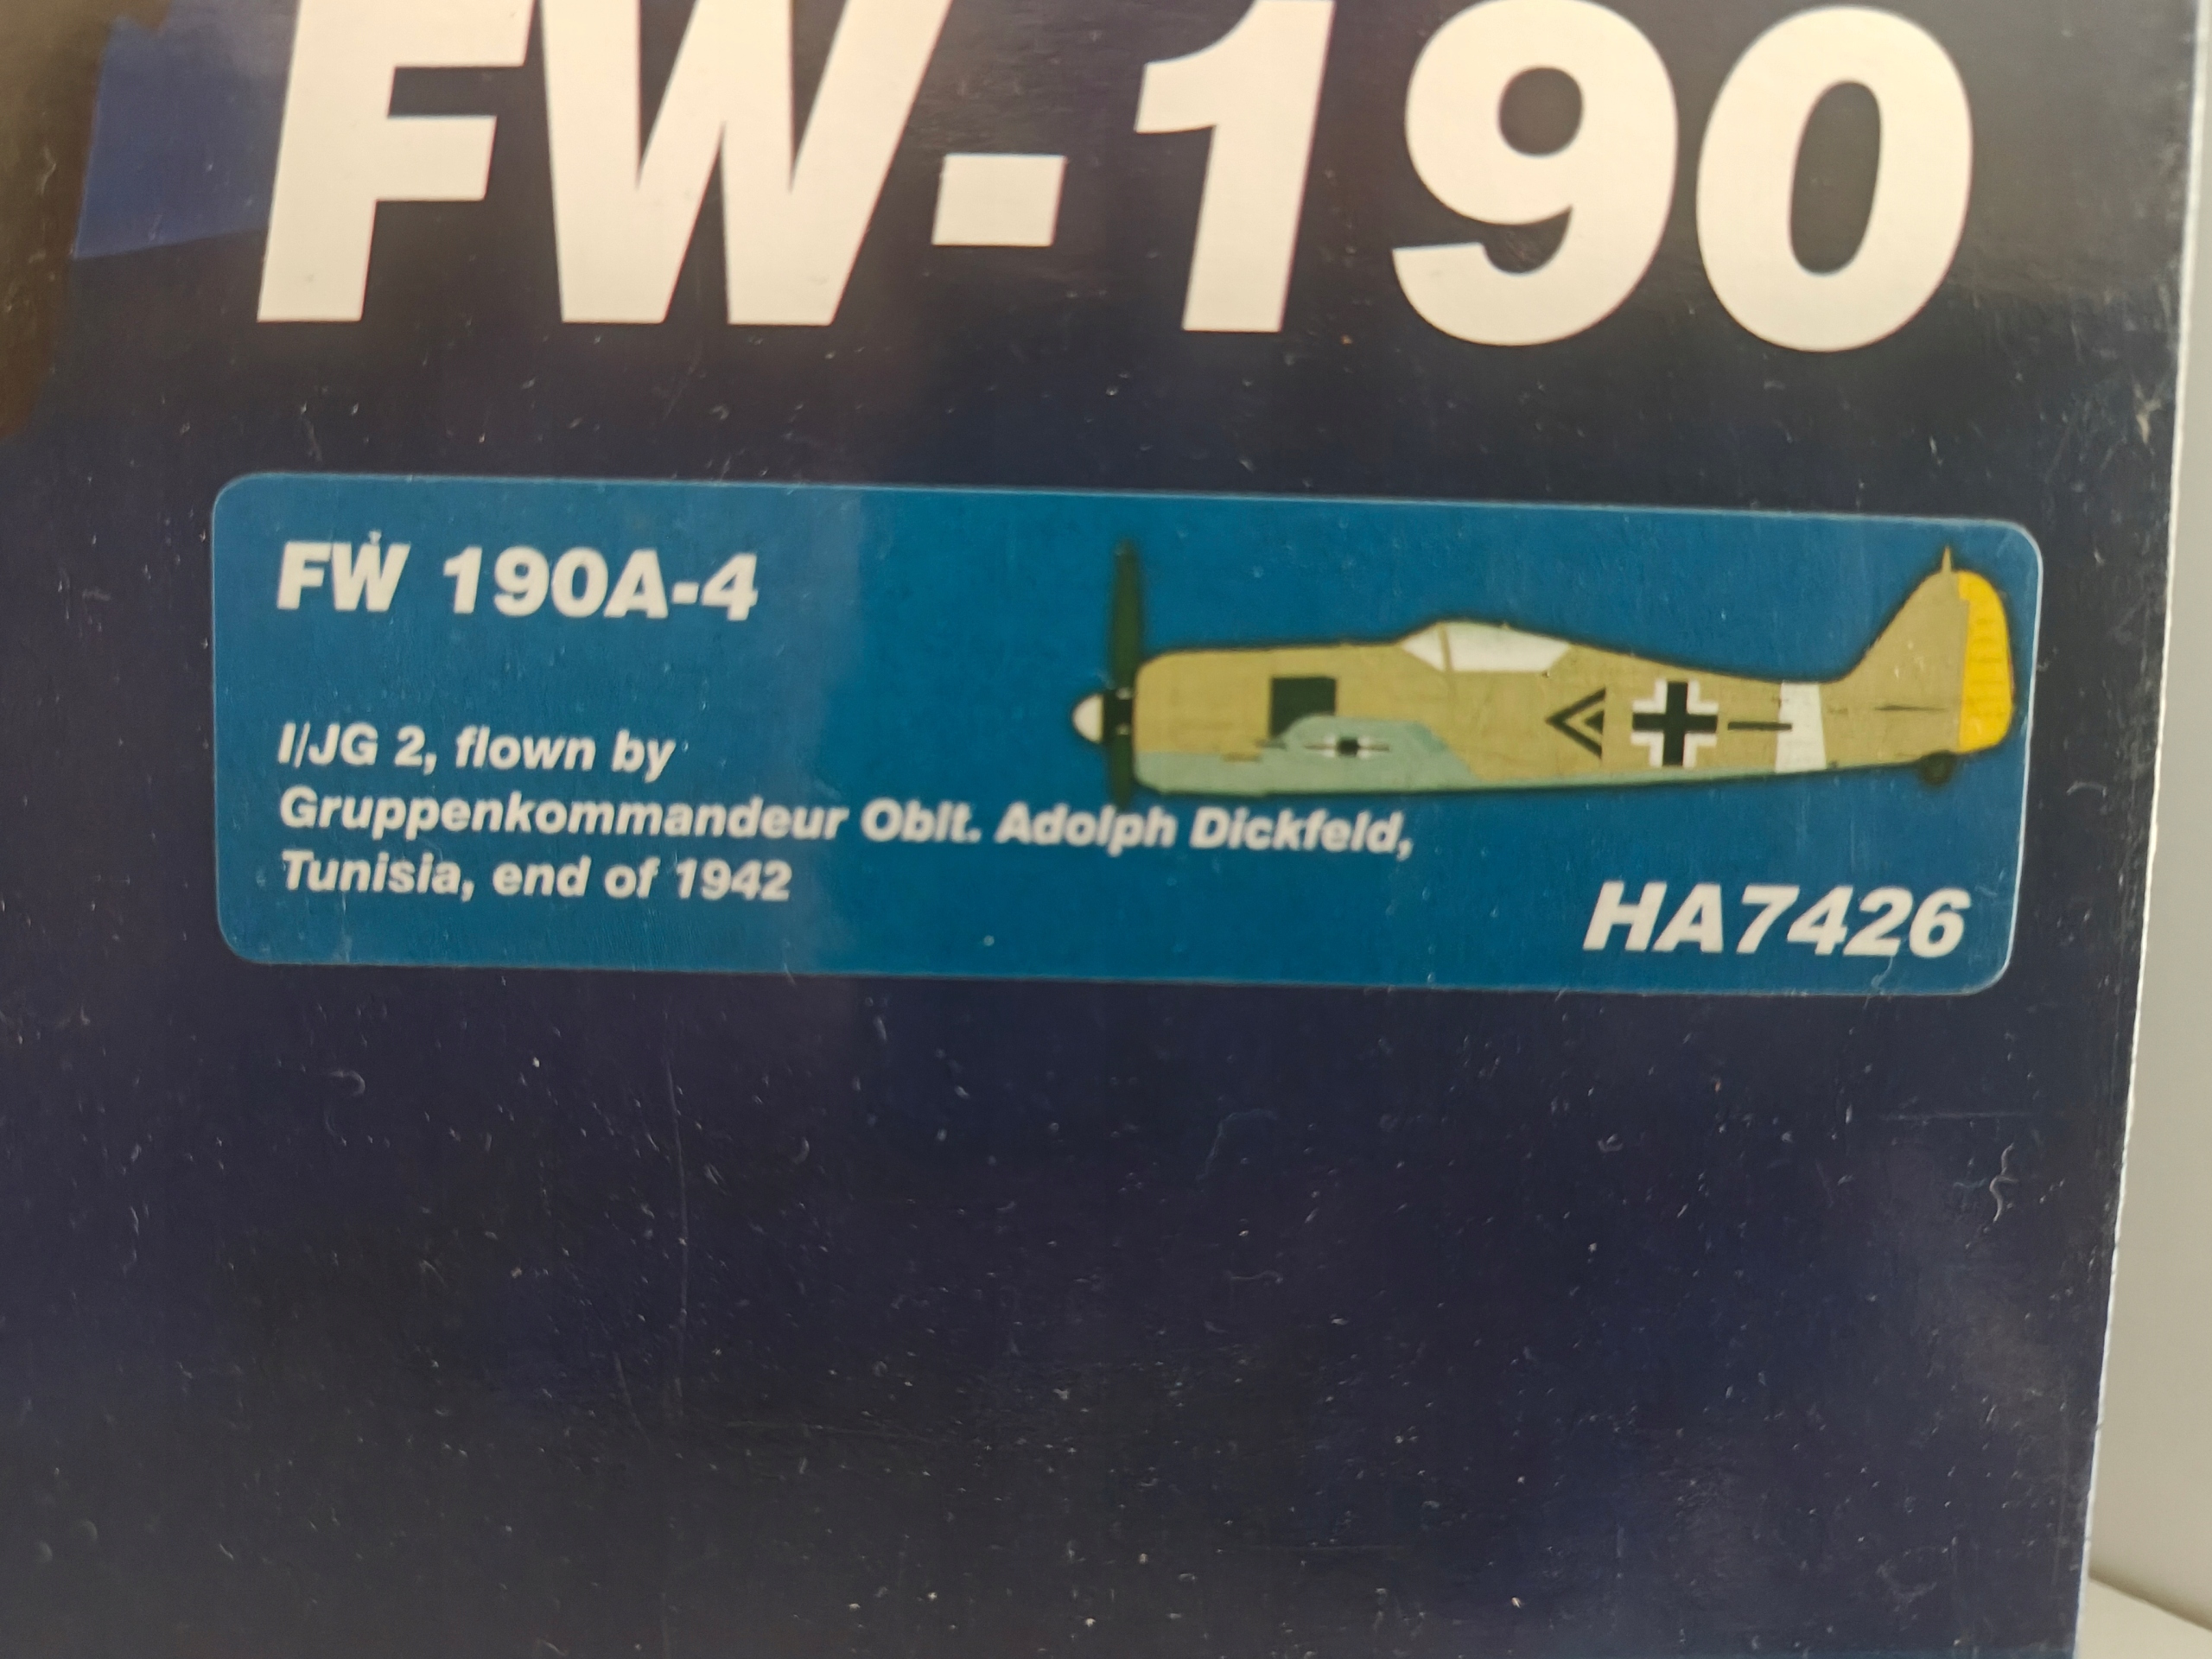 FW-190
FW 190A-4
I/JG 2, flown by
Gruppenkommandeur Oblt. Adolph Dickfeld,
Tunisia, end of 1942
HA7426